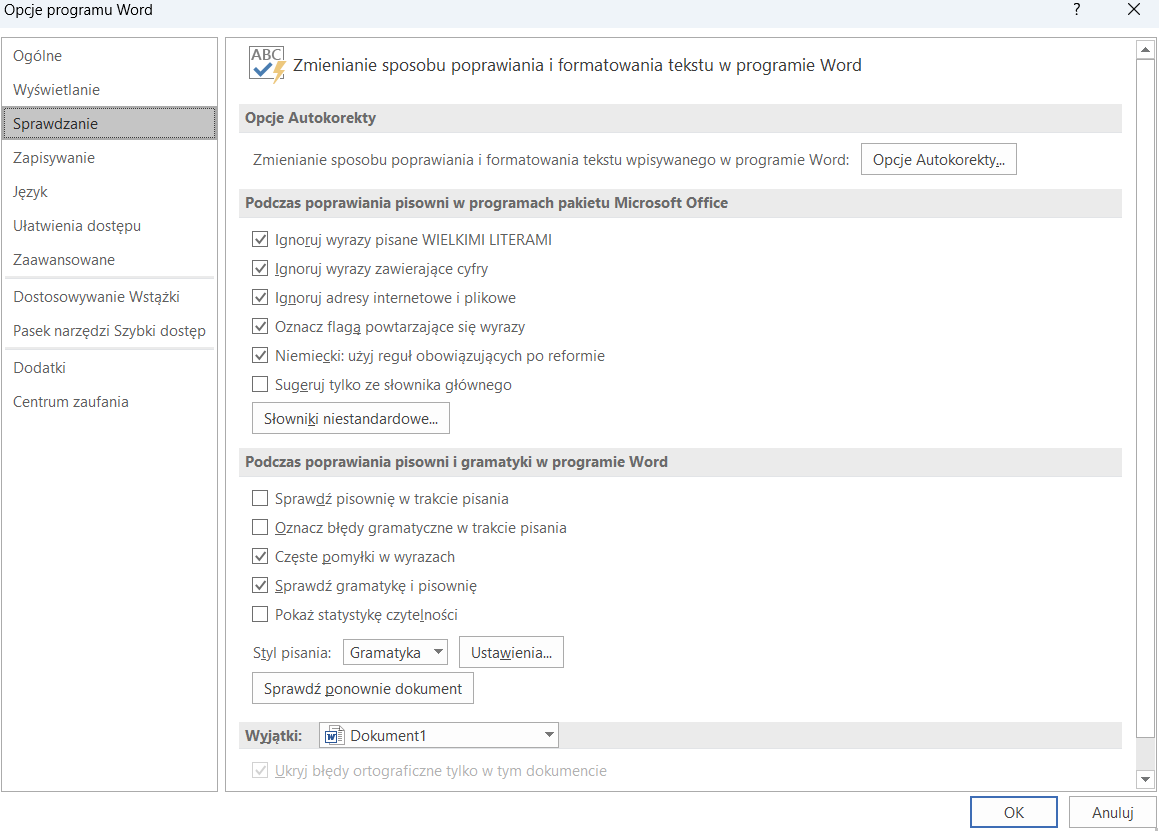 Opcje programu Word
?
Ogólne
Wyświetlanie
Sprawdzanie
Zapisywanie
Język
Ułatwienia dostępu
Zaawansowane
Dostosowywanie Wstążki
Pasek narzędzi Szybki dostęp
Dodatki
Centrum zaufania
ABC
Zmienianie sposobu poprawiania i formatowania tekstu w programie Word
Opcje Autokorekty
Zmienianie sposobu poprawiania i formatowania tekstu wpisywanego w programie Word: Opcje Autokorekty...
Podczas poprawiania pisowni w programach pakietu Microsoft Office
Ignoruj wyrazy pisane WIELKIMI LITERAMI
Ignoruj wyrazy zawierające cyfry
Ignoruj adresy internetowe i plikowe
Oznacz flagą powtarzające się wyrazy
Niemiecki: użyj reguł obowiązujących po reformie
Sugeruj tylko ze słownika głównego
Słowniki niestandardowe...
Podczas poprawiania pisowni i gramatyki w programie Word
Sprawdź pisownię w trakcie pisania
Oznacz błędy gramatyczne w trakcie pisania
Częste pomyłki w wyrazach
Sprawdź gramatykę i pisownię
Pokaż statystykę czytelności
Styl pisania: Gramatyka Ustawienia...
Sprawdź ponownie dokument
Wyjątki: Dokument1
Ukryj błędy ortograficzne tylko w tym dokumencie
OK Anuluj